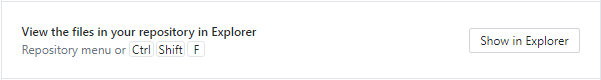 View the files in your repository in Explorer
Repository menu or Ctrl Shift F
Show in Explorer